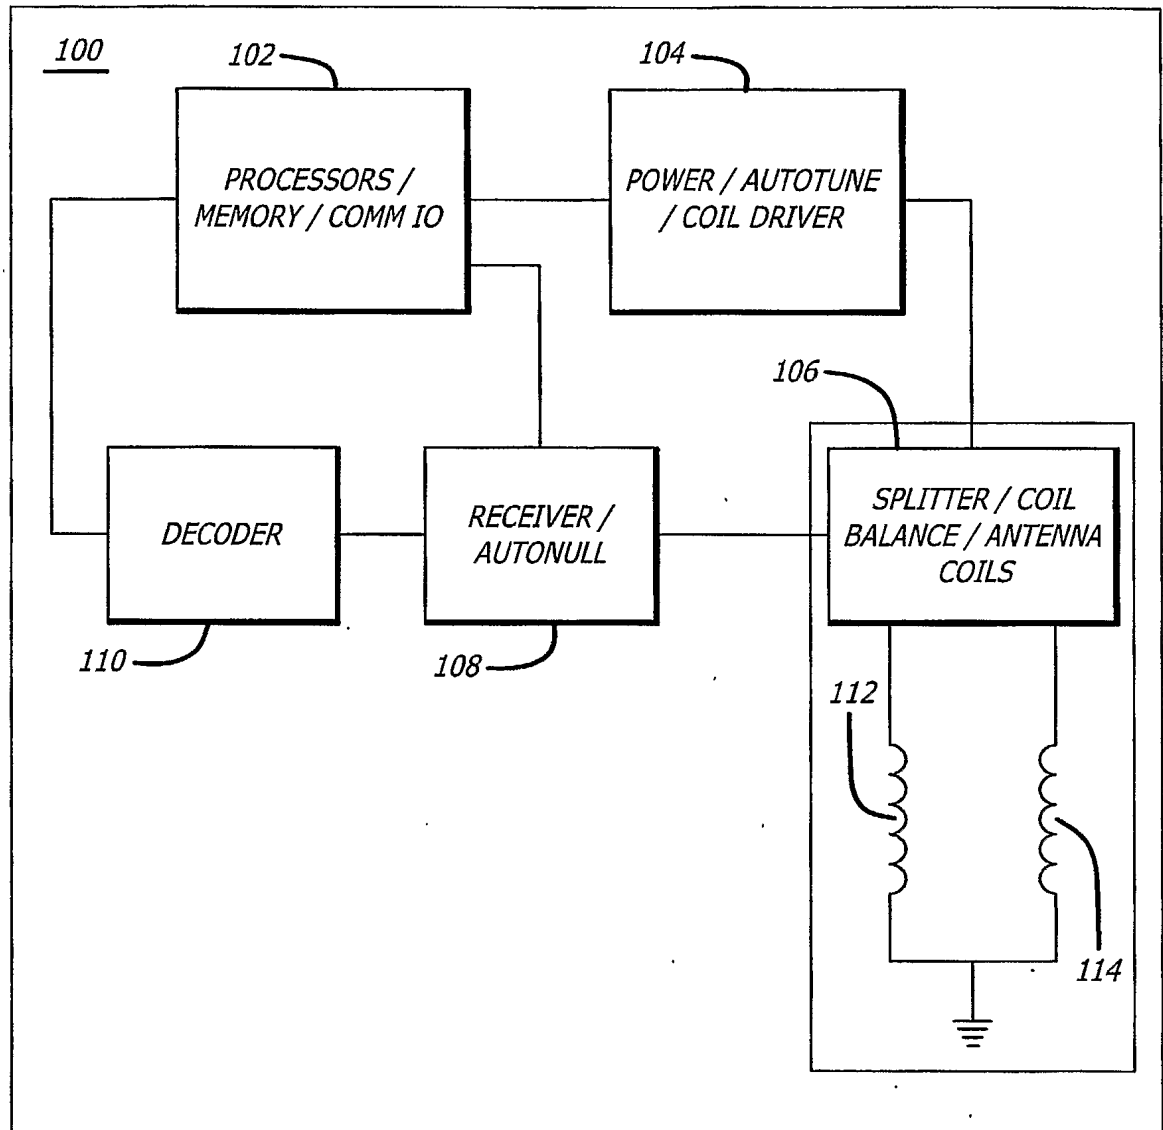 100
102
104
PROCESSORS /
MEMORY / COMM IO
POWER / AUTOTUNE
/ COIL DRIVER
106
DECODER
RECEIVER /
AUTONULL
SPLITTER / COIL
BALANCE / ANTENNA
COILS
110
108
112
114